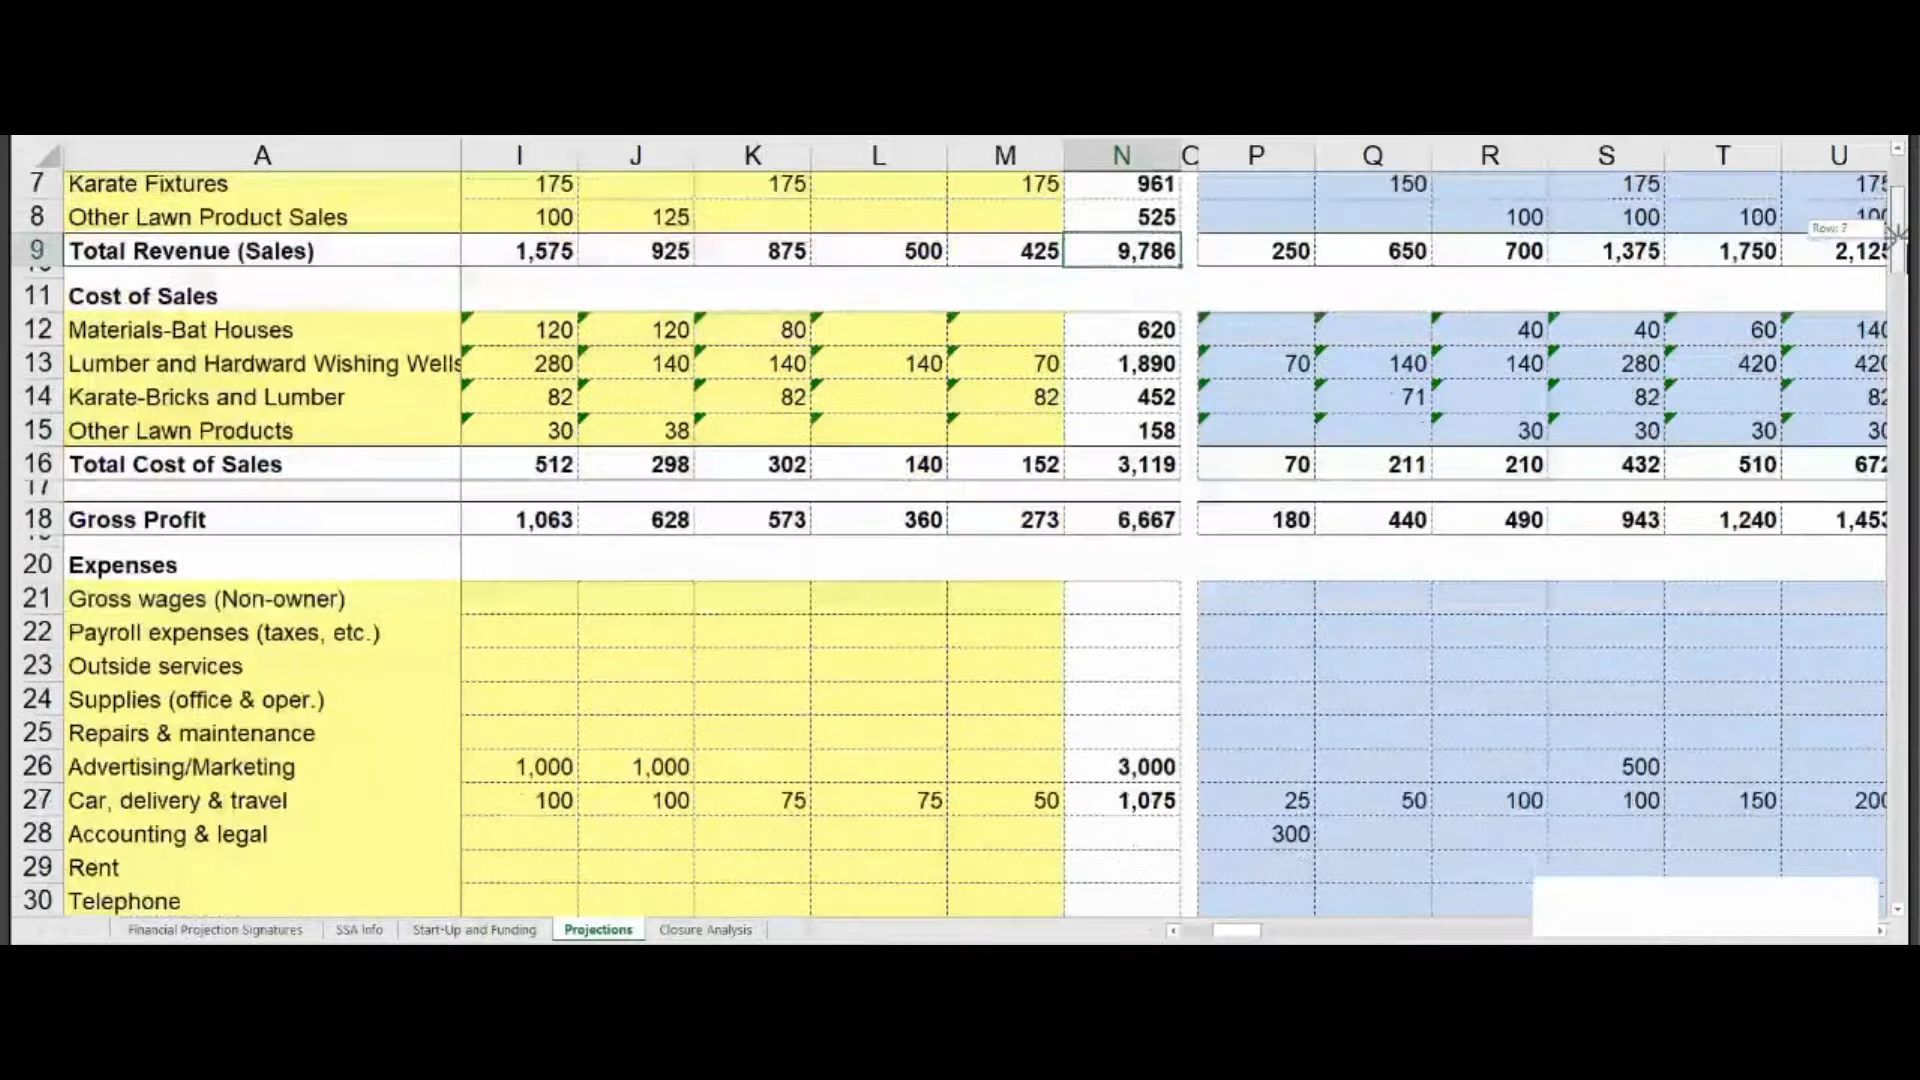 A I J K L M N C P Q R S T U
7 Karate Fixtures 175 175 175 961 150 175 175
8 Other Lawn Product Sales 100 125 525 100 100 100 100
Row: 7
9 Total Revenue (Sales) 1,575 925 875 500 425 9,786 250 650 700 1,375 1,750 2,125
11 Cost of Sales
12 Materials-Bat Houses 120 120 80 620 40 40 60 140
13 Lumber and Hardward Wishing Wells 280 140 140 140 70 1,890 70 140 140 280 420 420
14 Karate-Bricks and Lumber 82 82 82 452 71 82 82
15 Other Lawn Products 30 38 158 30 30 30 30
16 Total Cost of Sales 512 298 302 140 152 3,119 70 211 210 432 510 672
17
18 Gross Profit 1,063 628 573 360 273 6,667 180 440 490 943 1,240 1,453
20 Expenses
21 Gross wages (Non-owner)
22 Payroll expenses (taxes, etc.)
23 Outside services
24 Supplies (office & oper.)
25 Repairs & maintenance
26 Advertising/Marketing 1,000 1,000 3,000 500
27 Car, delivery & travel 100 100 75 75 50 1,075 25 50 100 100 150 200
28 Accounting & legal 300
29 Rent
30 Telephone
Financial Projection Signatures SSA Info Start-Up and Funding Projections Closure Analysis